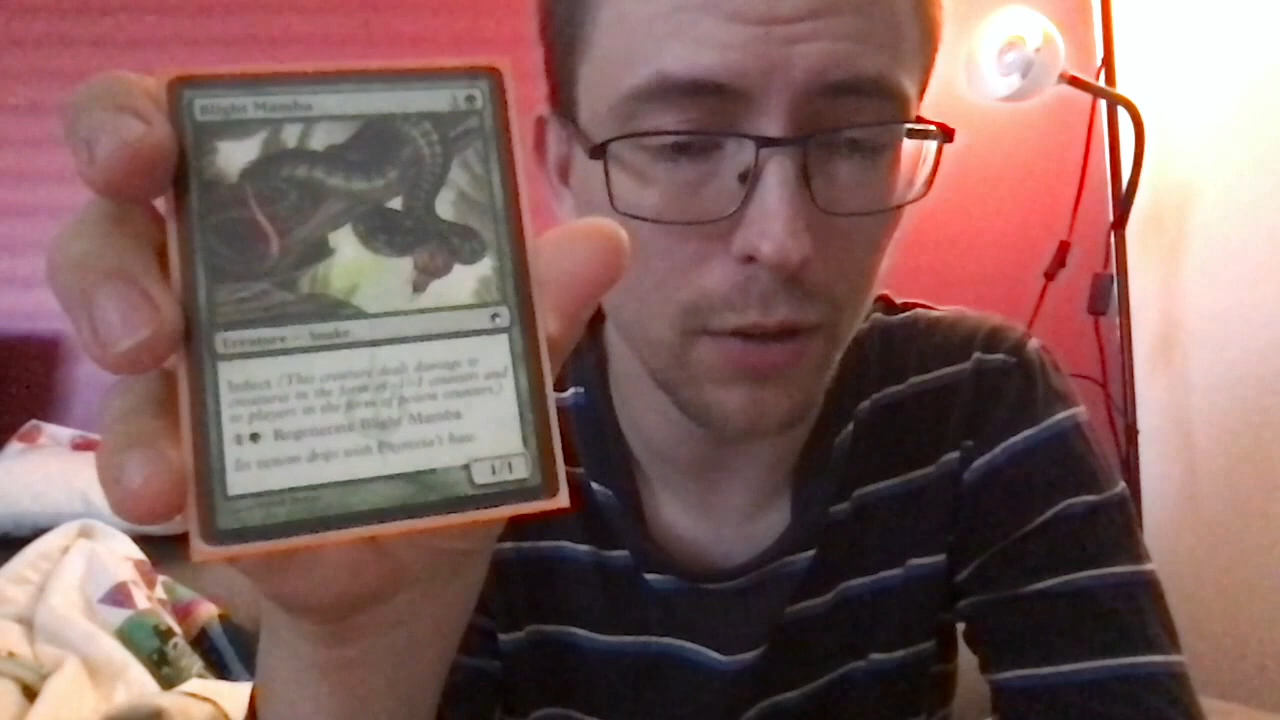 Blight Mamba 1
Creature — Snake
Infect (This creature deals damage to
creatures in the form of -1/-1 counters and
to players in the form of poison counters.)
1 Regenerate Blight Mamba
Its venom drips with Phyrexia's hate.
1/1